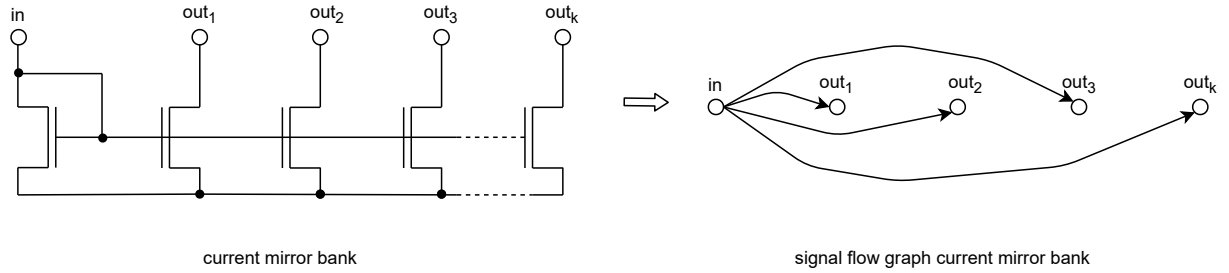 in out₁ out₂ out₃ outₖ
in out₁ out₂ out₃ outₖ
current mirror bank
signal flow graph current mirror bank